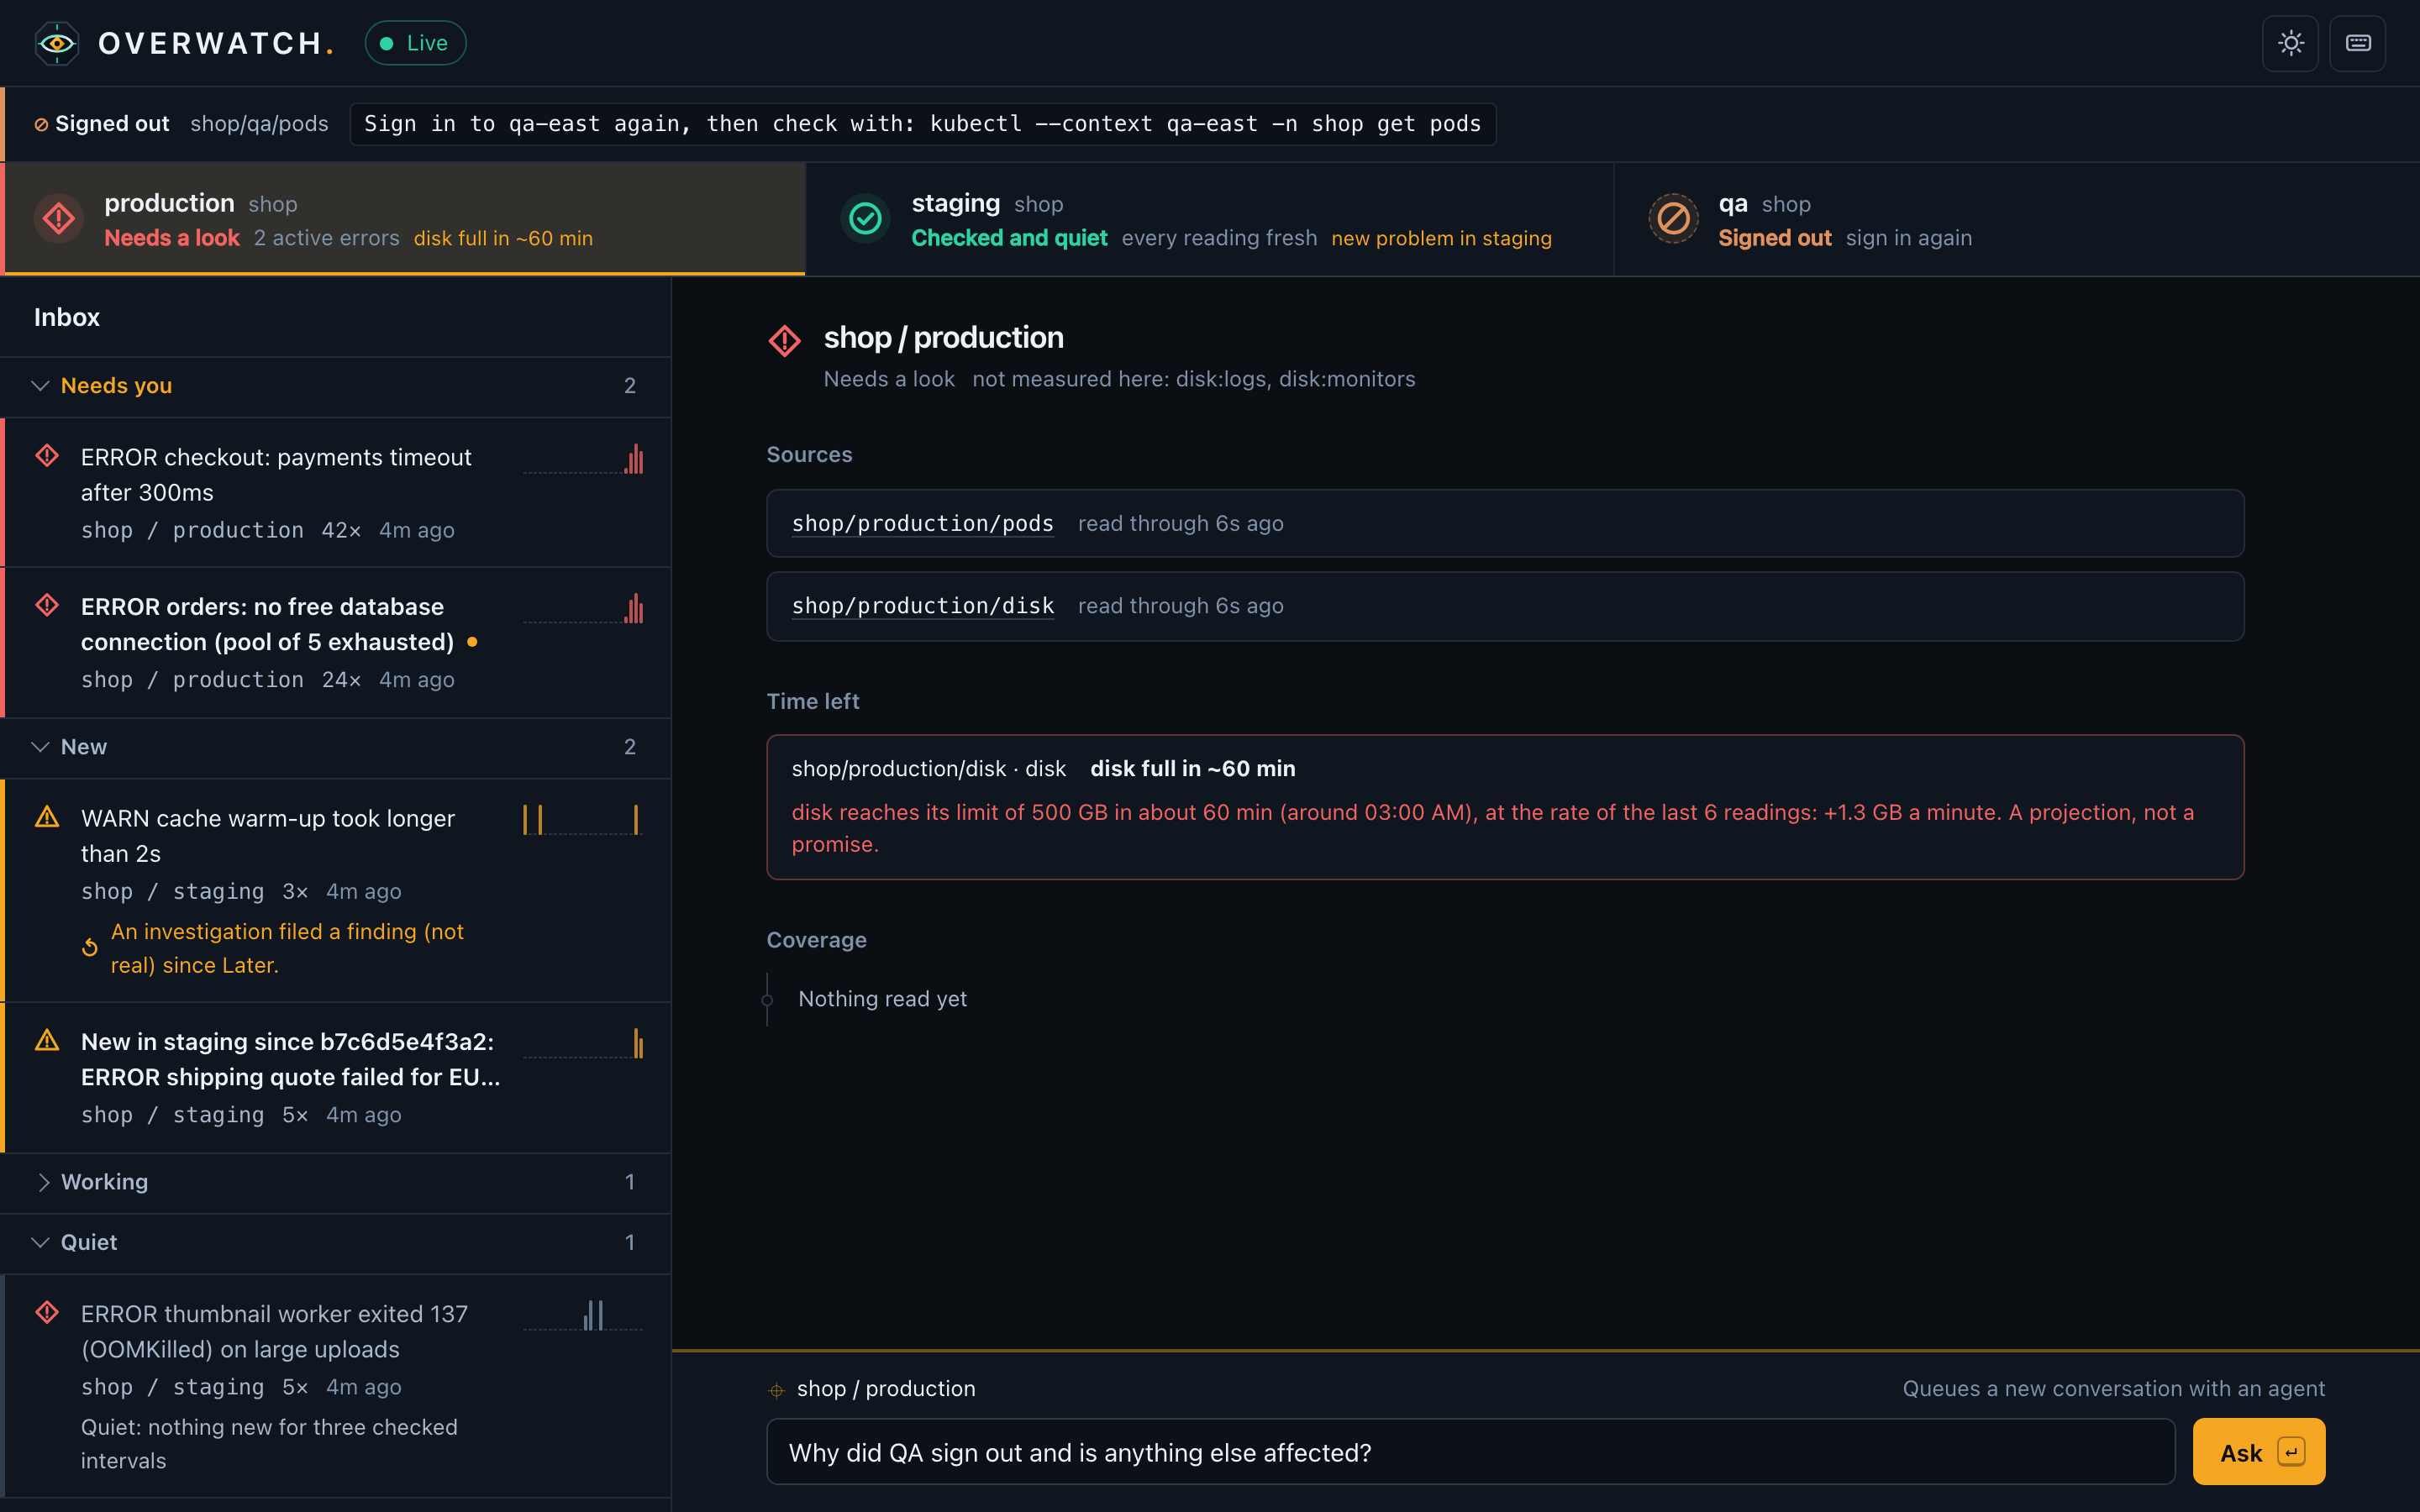 OVERWATCH.
Live
Signed out shop/qa/pods Sign in to qa-east again, then check with: kubectl --context qa-east -n shop get pods
production shop
Needs a look 2 active errors disk full in ~60 min
staging shop
Checked and quiet every reading fresh new problem in staging
qa shop
Signed out sign in again
Inbox
Needs you 2
ERROR checkout: payments timeout
after 300ms
shop / production 42× 4m ago
ERROR orders: no free database
connection (pool of 5 exhausted)
shop / production 24× 4m ago
New 2
WARN cache warm-up took longer
than 2s
shop / staging 3× 4m ago
An investigation filed a finding (not
real) since Later.
New in staging since b7c6d5e4f3a2:
ERROR shipping quote failed for EU...
shop / staging 5× 4m ago
Working 1
Quiet 1
ERROR thumbnail worker exited 137
(OOMKilled) on large uploads
shop / staging 5× 4m ago
Quiet: nothing new for three checked
intervals
shop / production
Needs a look not measured here: disk:logs, disk:monitors
Sources
shop/production/pods read through 6s ago
shop/production/disk read through 6s ago
Time left
shop/production/disk · disk disk full in ~60 min
disk reaches its limit of 500 GB in about 60 min (around 03:00 AM), at the rate of the last 6 readings: +1.3 GB a minute. A projection, not a
promise.
Coverage
Nothing read yet
shop / production
Queues a new conversation with an agent
Why did QA sign out and is anything else affected?
Ask ↵